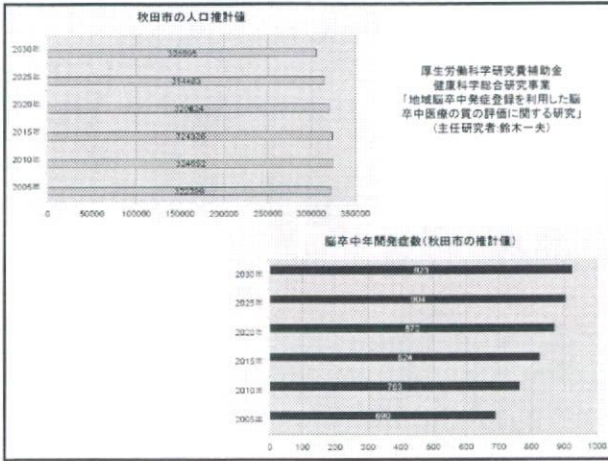 秋田市の人口推計値
2030年
2025年
314483
2020年
2015年
2010年
2005年
0 50000 100000 150000 200000 250000 300000 350000
厚生労働科学研究費補助金
健康科学総合研究事業
「地域脳卒中発症登録を利用した脳
卒中医療の質の評価に関する研究」
(主任研究者:鈴木一夫)
脳卒中年間発症数(秋田市の推計値)
2030年 925
2025年 904
2020年 872
2015年 824
2010年 763
2005年 690
0 100 200 300 400 500 600 700 800 900 1000